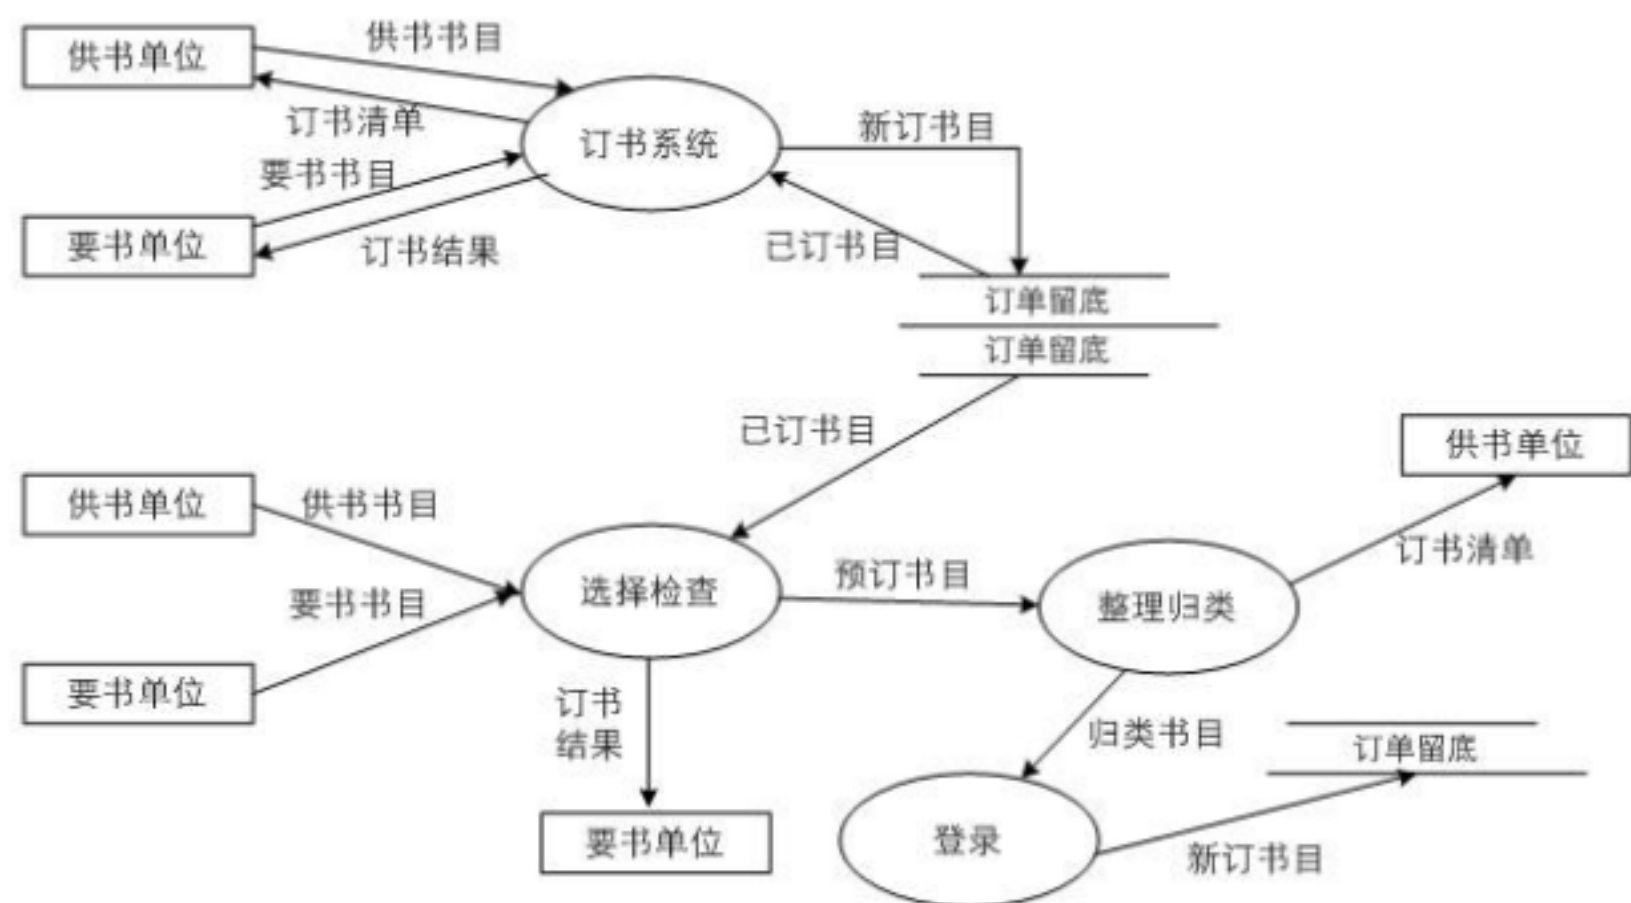 供书单位
供书书目
订书清单
订书系统
新订书目
要书书目
要书单位
订书结果
已订书目
订单留底
订单留底
已订书目
供书单位
供书单位
供书书目
订书清单
选择检查
预订书目
整理归类
要书书目
要书单位
订书
结果
归类书目
订单留底
要书单位
登录
新订书目